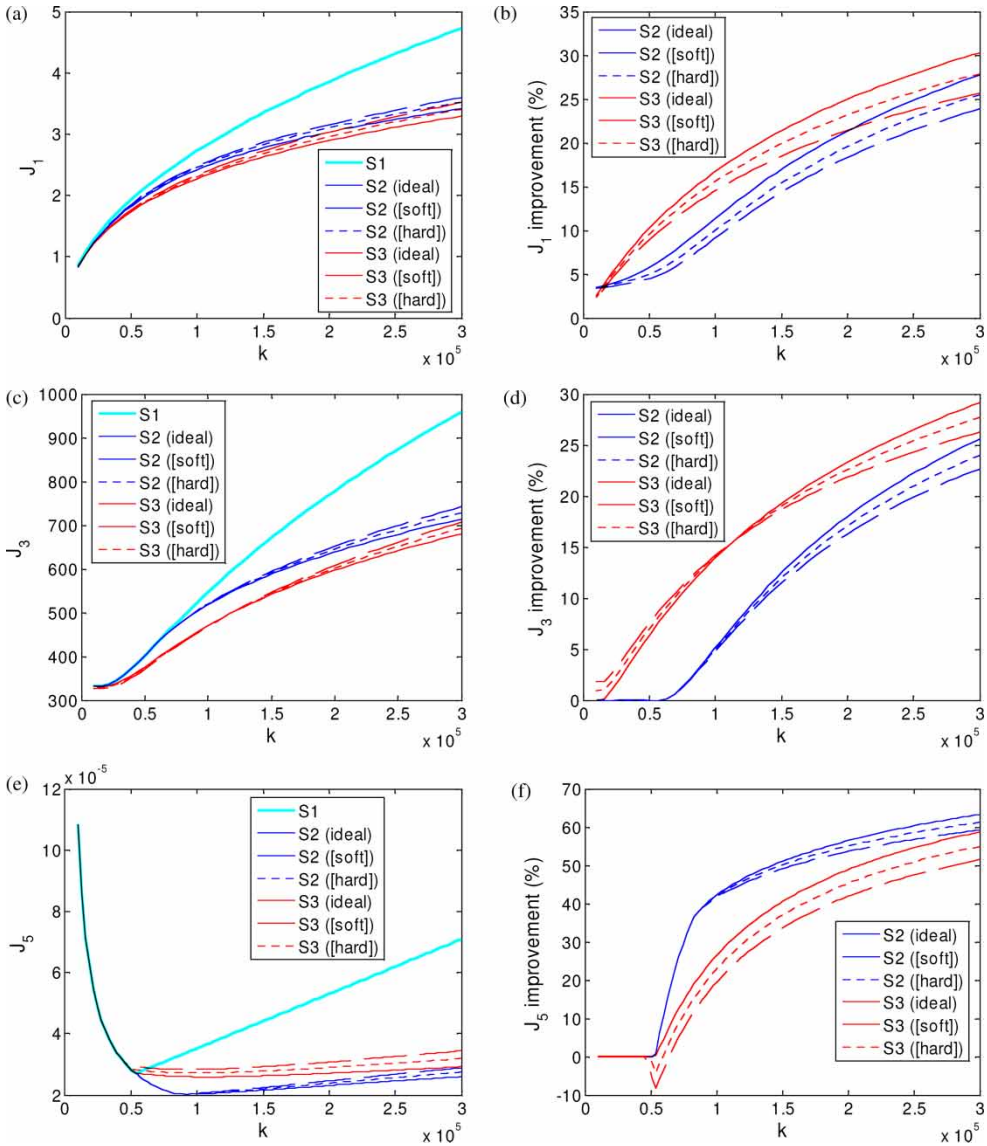 (a)
5
4
3
2
1
0
J1
0
0.5
1
1.5
2
2.5
3
k
x 10^5
S1
S2 (ideal)
S2 ([soft])
S2 ([hard])
S3 (ideal)
S3 ([soft])
S3 ([hard])
(b)
35
30
25
20
15
10
5
0
J1 improvement (%)
0
0.5
1
1.5
2
2.5
3
k
x 10^5
S2 (ideal)
S2 ([soft])
S2 ([hard])
S3 (ideal)
S3 ([soft])
S3 ([hard])
(c)
1000
900
800
700
600
500
400
300
J3
0
0.5
1
1.5
2
2.5
3
k
x 10^5
S1
S2 (ideal)
S2 ([soft])
S2 ([hard])
S3 (ideal)
S3 ([soft])
S3 ([hard])
(d)
30
25
20
15
10
5
0
J3 improvement (%)
0
0.5
1
1.5
2
2.5
3
k
x 10^5
S2 (ideal)
S2 ([soft])
S2 ([hard])
S3 (ideal)
S3 ([soft])
S3 ([hard])
(e)
x 10^-5
12
10
8
6
4
2
J5
0
0.5
1
1.5
2
2.5
3
k
x 10^5
S1
S2 (ideal)
S2 ([soft])
S2 ([hard])
S3 (ideal)
S3 ([soft])
S3 ([hard])
(f)
70
60
50
40
30
20
10
0
-10
J5 improvement (%)
0
0.5
1
1.5
2
2.5
3
k
x 10^5
S2 (ideal)
S2 ([soft])
S2 ([hard])
S3 (ideal)
S3 ([soft])
S3 ([hard])